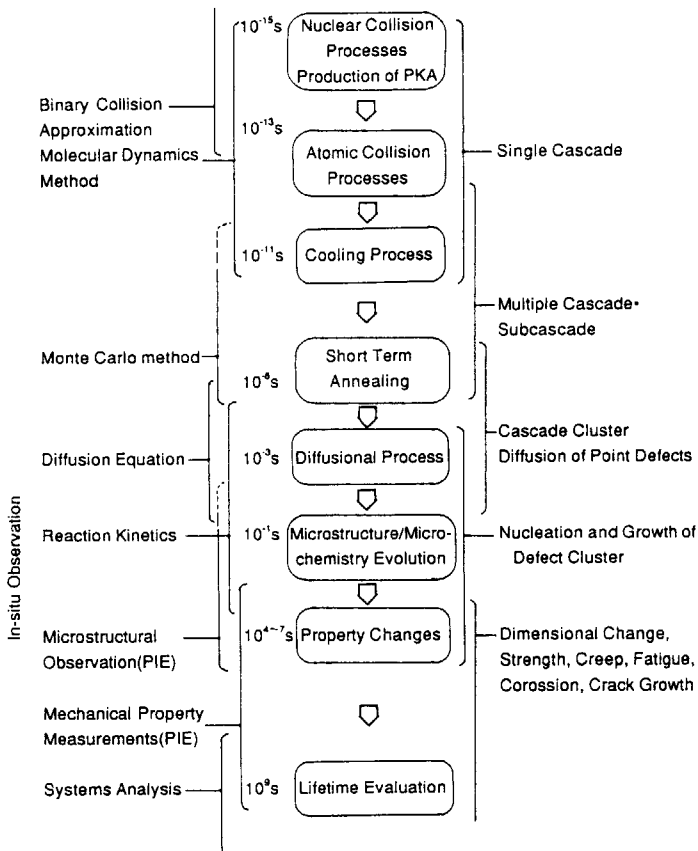 10⁻¹⁵s
Nuclear Collision
Processes
Production of PKA
Binary Collision
Approximation
Molecular Dynamics
Method
10⁻¹³s
Atomic Collision
Processes
Single Cascade
10⁻¹¹s
Cooling Process
Multiple Cascade·
Subcascade
Monte Carlo method
Short Term
Annealing
Cascade Cluster
Diffusion of Point Defects
10⁻³s
Diffusional Process
Diffusion Equation
In-situ Observation
Reaction Kinetics
10⁻¹s
Microstructure/Micro-
chemistry Evolution
Nucleation and Growth of
Defect Cluster
Microstructural
Observation(PIE)
10⁴⁻⁷s
Property Changes
Dimensional Change,
Strength, Creep, Fatigue,
Corossion, Crack Growth
Mechanical Property
Measurements(PIE)
Systems Analysis
10⁹s
Lifetime Evaluation